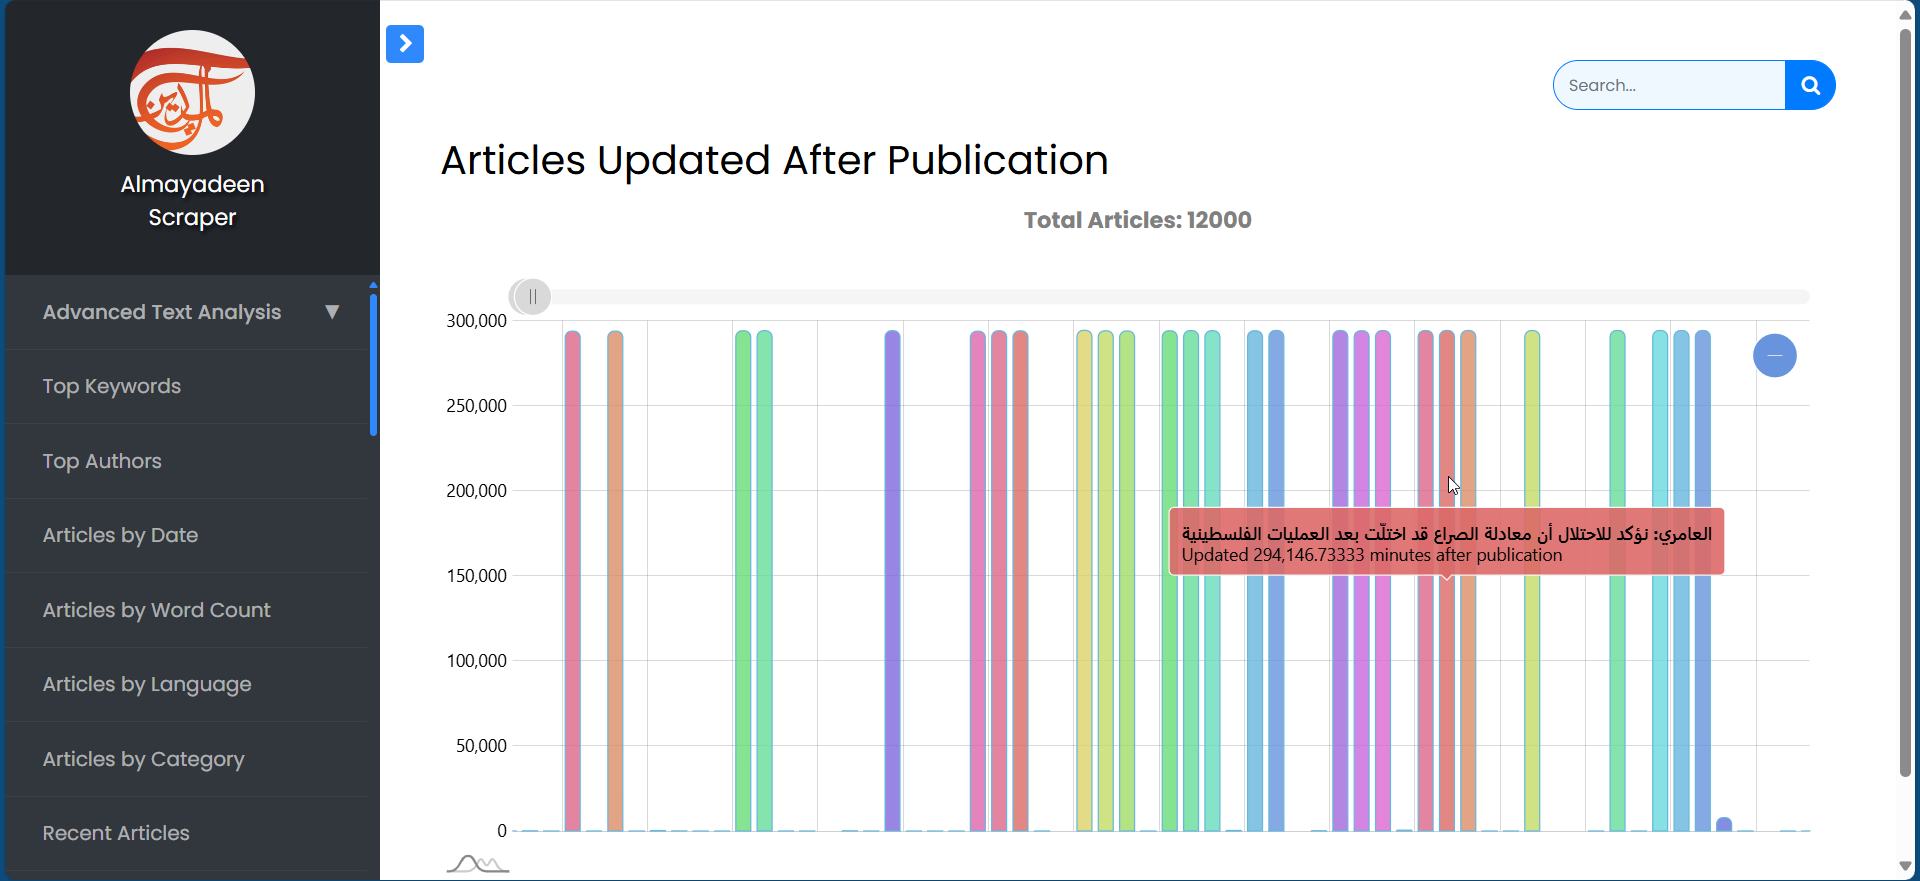 الميادين
Almayadeen
Scraper
Advanced Text Analysis ▼
Top Keywords
Top Authors
Articles by Date
Articles by Word Count
Articles by Language
Articles by Category
Recent Articles
Search...
Articles Updated After Publication
Total Articles: 12000
300,000
250,000
200,000
150,000
100,000
50,000
0
العامري: نؤكد للاحتلال أن معادلة الصراع قد اختلّت بعد العمليات الفلسطينية
Updated 294,146.73333 minutes after publication